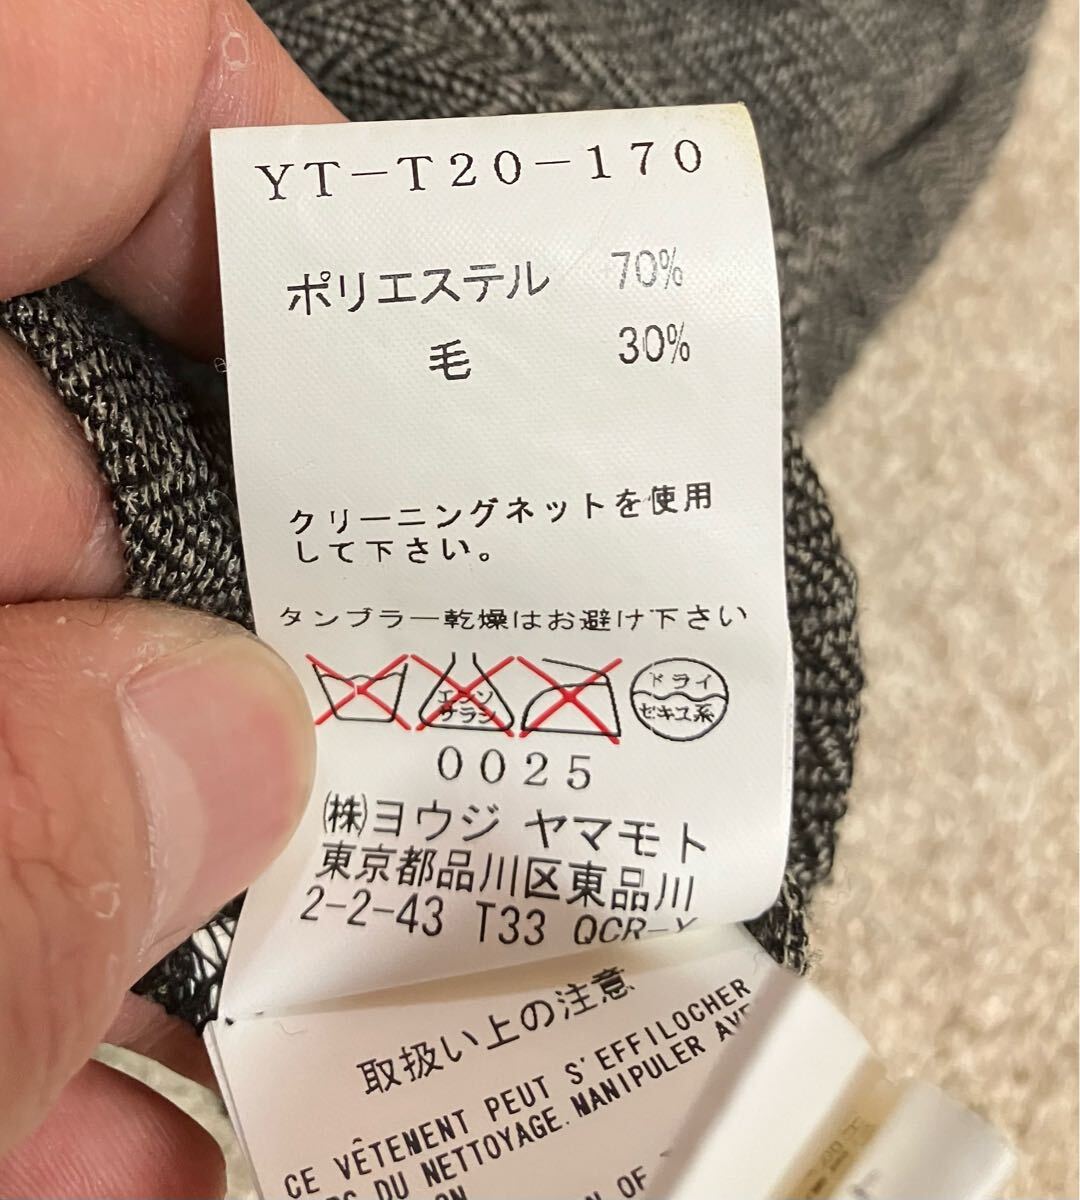 YT-T20-170
ポリエステル 70%
毛 30%
クリーニングネットを使用
して下さい。
タンブラー乾燥はお避け下さい
エンソ
サラシ
ドライ
セキユ系
0025
(株)ヨウジ ヤマモト
東京都品川区東品川
2-2-43 T33 QCR-Y
取扱い上の注意
CE VÊTEMENT PEUT S'EFFILOCHER
DU NETTOYAGE. MANIPULER
OF